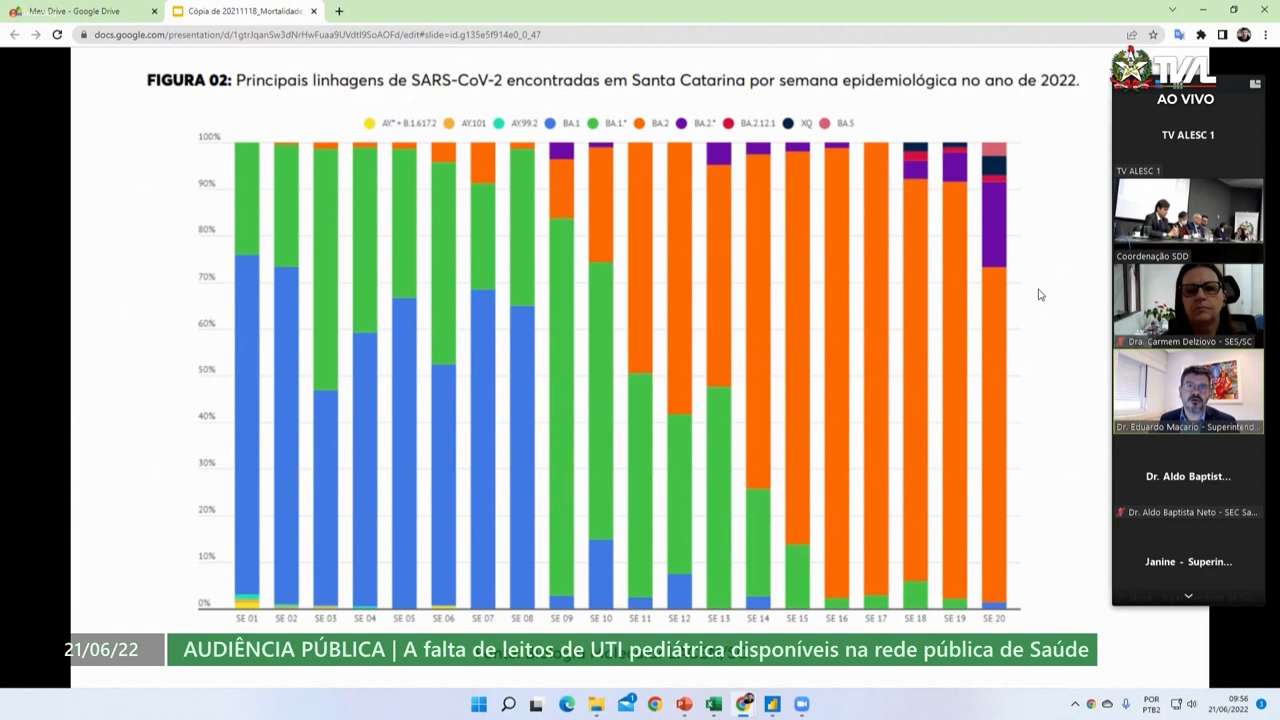 Meu Drive - Google Drive
Cópia de 20211118_Mortalidade
docs.google.com/presentation/d/1gtrJqanSw3dNrHwFuaa9UVdtl9SoAOFd/edit#slide=id.g135e5f914e0_0_47
FIGURA 02: Principais linhagens de SARS-CoV-2 encontradas em Santa Catarina por semana epidemiológica no ano de 2022.
AY.* + B.1.617.2 AY.101 AY.99.2 BA.1 BA.1.* BA.2 BA.2.* BA.2.12.1 XQ BA.5
100%
90%
80%
70%
60%
50%
40%
30%
20%
10%
0%
SE 01 SE 02 SE 03 SE 04 SE 05 SE 06 SE 07 SE 08 SE 09 SE 10 SE 11 SE 12 SE 13 SE 14 SE 15 SE 16 SE 17 SE 18 SE 19 SE 20
TVAL
AO VIVO
TV ALESC 1
TV ALESC 1
Coordenação SDD
Dra. Carmem Delziovo - SES/SC
Dr. Eduardo Macario - Superintend...
Dr. Aldo Baptist...
Dr. Aldo Baptista Neto - SEC Sa...
Janine - Superin...
21/06/22
AUDIÊNCIA PÚBLICA | A falta de leitos de UTI pediátrica disponíveis na rede pública de Saúde
POR
PTB2
09:56
21/06/2022